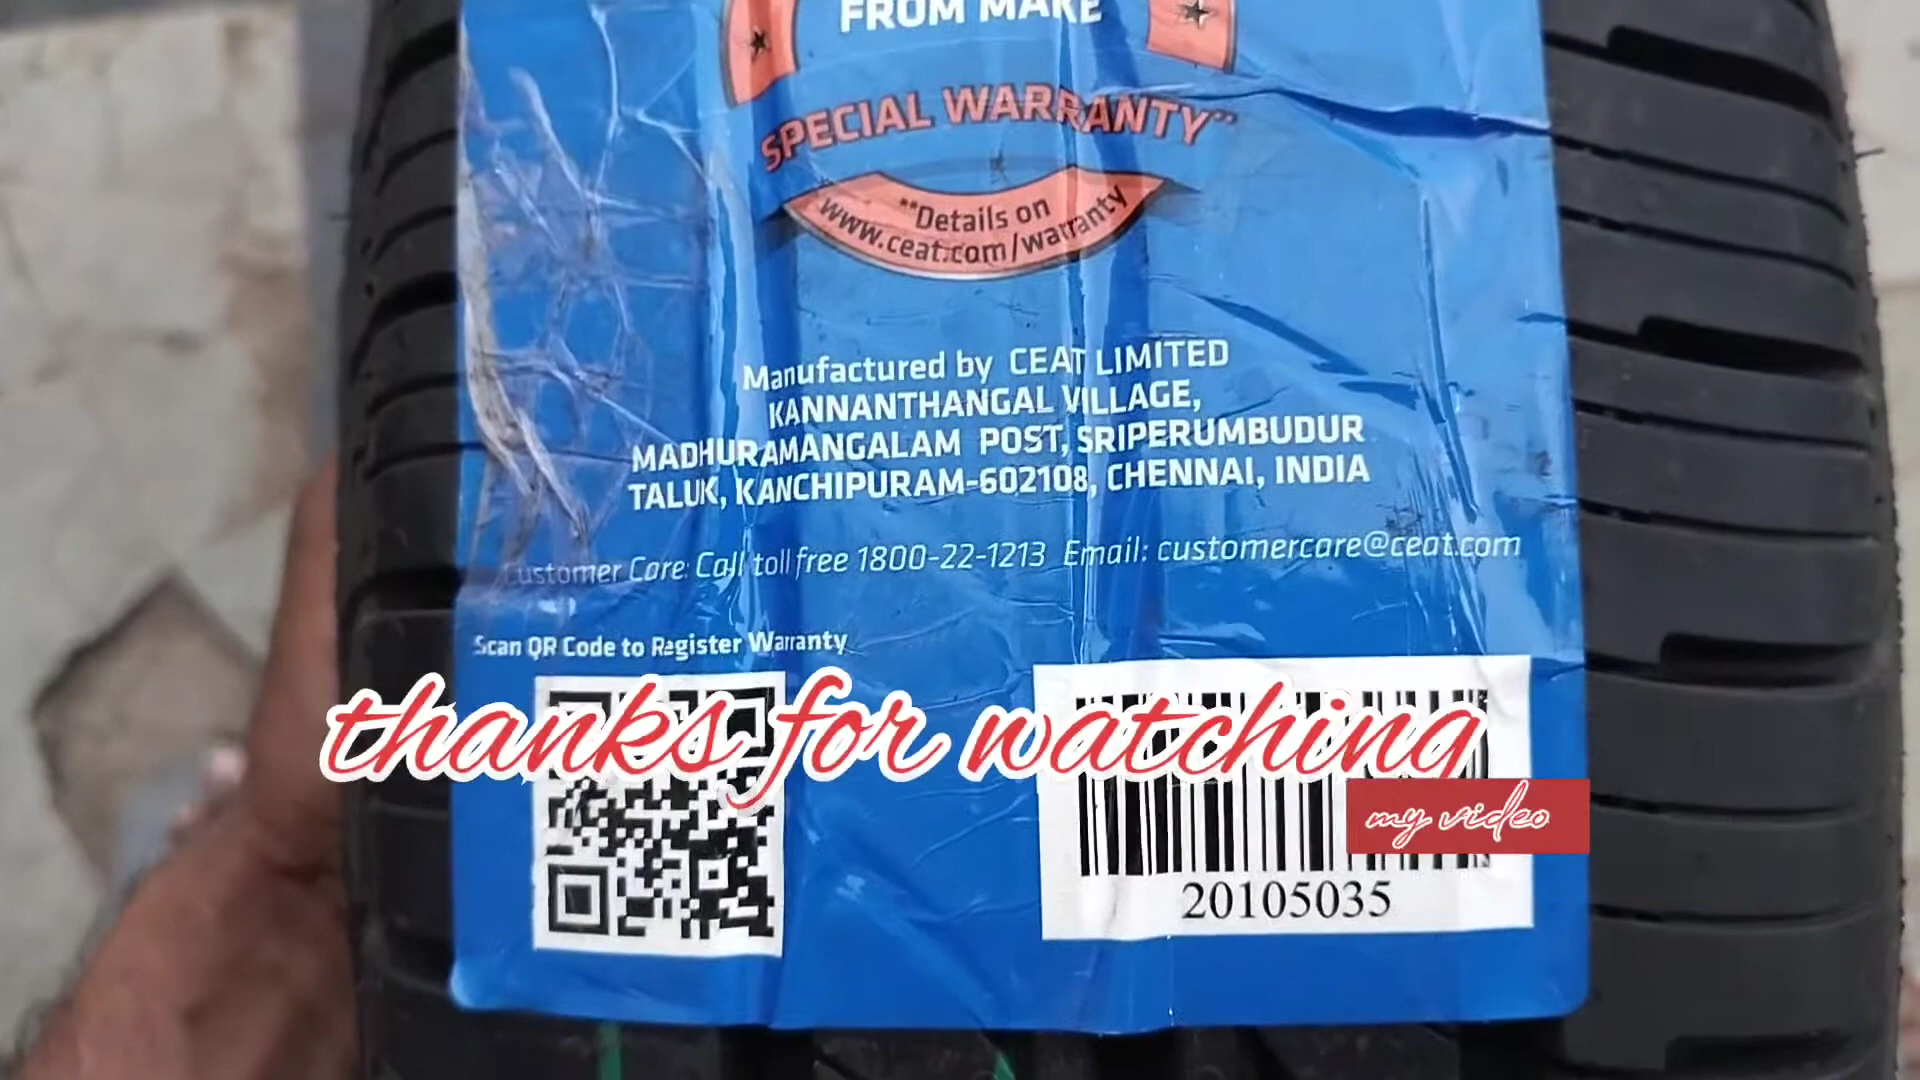 FROM MAKE
SPECIAL WARRANTY**
**Details on
www.ceat.com/warranty
Manufactured by CEAT LIMITED
KANNANTHANGAL VILLAGE,
MADHURAMANGALAM POST, SRIPERUMBUDUR
TALUK, KANCHIPURAM-602108, CHENNAI, INDIA
Customer Care: Call toll free 1800-22-1213 Email: customercare@ceat.com
Scan QR Code to Register Warranty
thanks for watching
my video
20105035